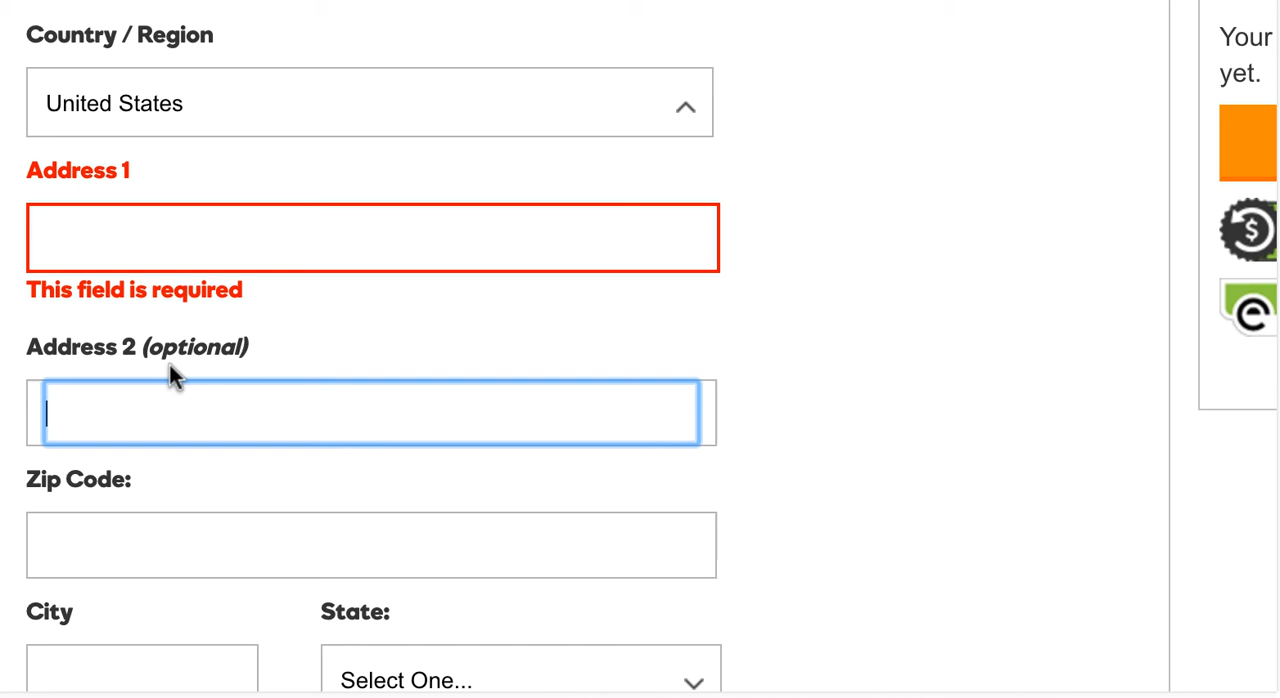 Country / Region
United States
Address 1
This field is required
Address 2 (optional)
Zip Code:
City
State:
Select One...
Your
yet.
$
e